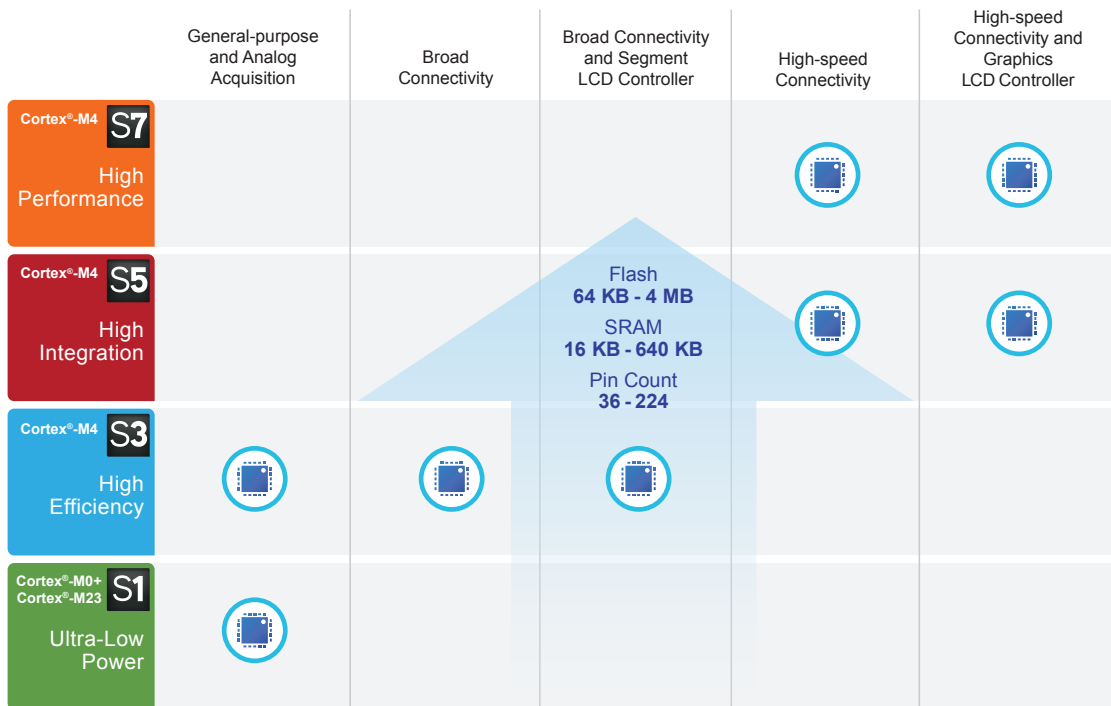 General-purpose
and Analog
Acquisition
Broad
Connectivity
Broad Connectivity
and Segment
LCD Controller
High-speed
Connectivity
High-speed
Connectivity and
Graphics
LCD Controller
Cortex®-M4 S7
High
Performance
Cortex®-M4 S5
High
Integration
Flash
64 KB - 4 MB
SRAM
16 KB - 640 KB
Pin Count
36 - 224
Cortex®-M4 S3
High
Efficiency
Cortex®-M0+
Cortex®-M23 S1
Ultra-Low
Power